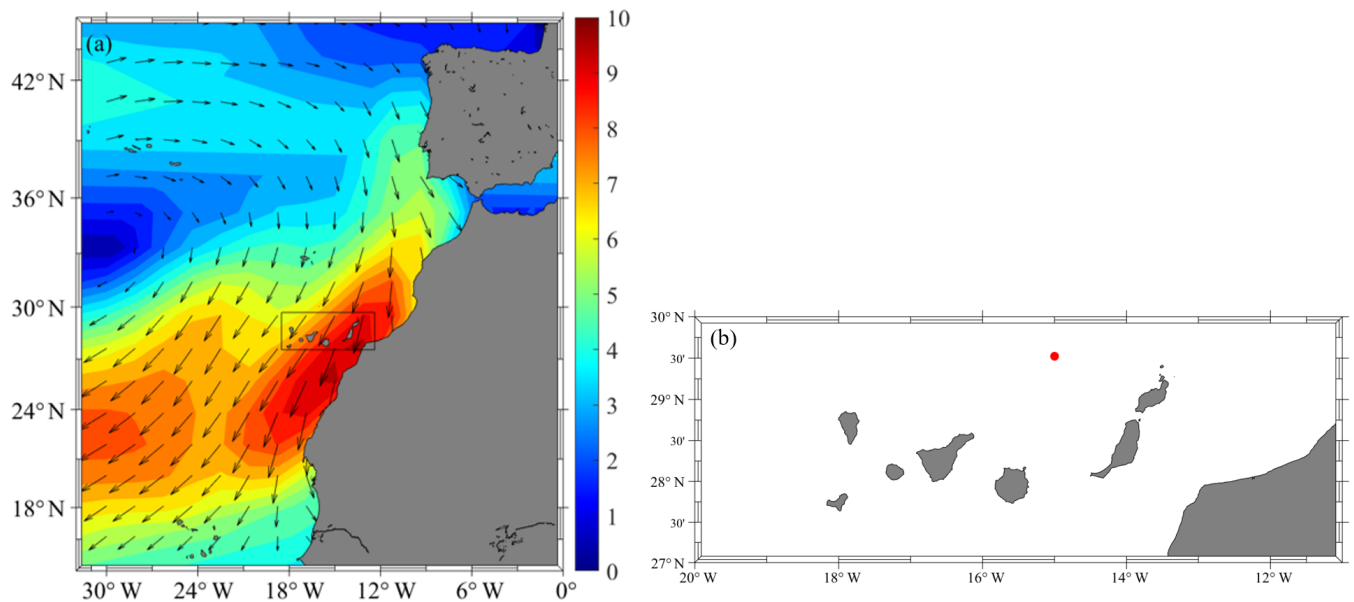 (a)
42° N
36° N
30° N
24° N
18° N
30° W
24° W
18° W
12° W
6° W
0°
10
9
8
7
6
5
4
3
2
1
0
(b)
30° N
30'
29° N
30'
28° N
30'
27° N
20° W
18° W
16° W
14° W
12° W